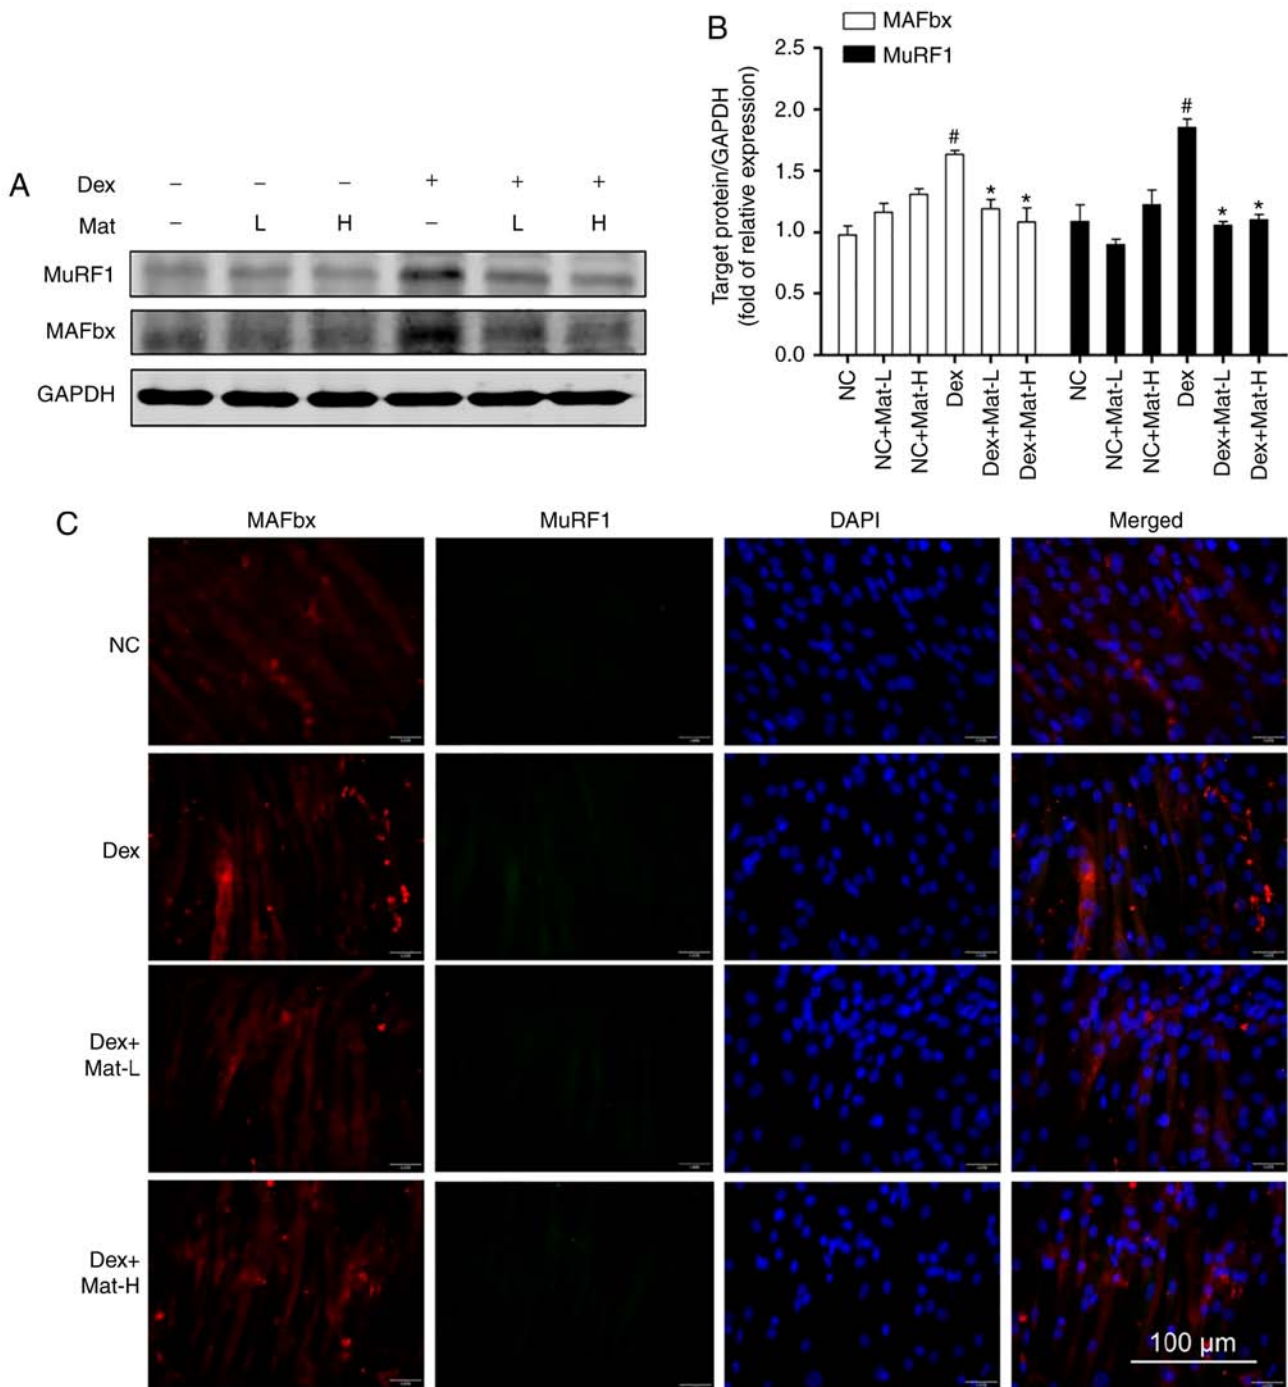 A
Dex – – – + + +
Mat – L H – L H
MuRF1
MAFbx
GAPDH
B
MAFbx
MuRF1
Target protein/GAPDH
(fold of relative expression)
2.5
2.0
1.5
1.0
0.5
0.0
# * * # * *
NC NC+Mat-L NC+Mat-H Dex Dex+Mat-L Dex+Mat-H NC NC+Mat-L NC+Mat-H Dex Dex+Mat-L Dex+Mat-H
C
MAFbx MuRF1 DAPI Merged
NC
Dex
Dex+
Mat-L
Dex+
Mat-H
100 µm